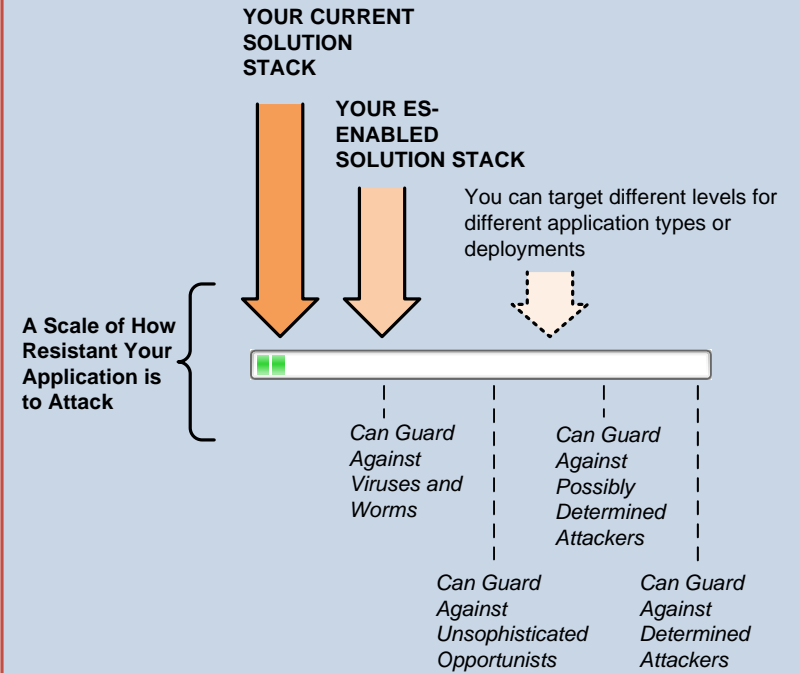 YOUR CURRENT
SOLUTION
STACK
YOUR ES-
ENABLED
SOLUTION STACK
You can target different levels for
different application types or
deployments
A Scale of How
Resistant Your
Application is
to Attack
Can Guard
Against
Viruses and
Worms
Can Guard
Against
Possibly
Determined
Attackers
Can Guard
Against
Unsophisticated
Opportunists
Can Guard
Against
Determined
Attackers